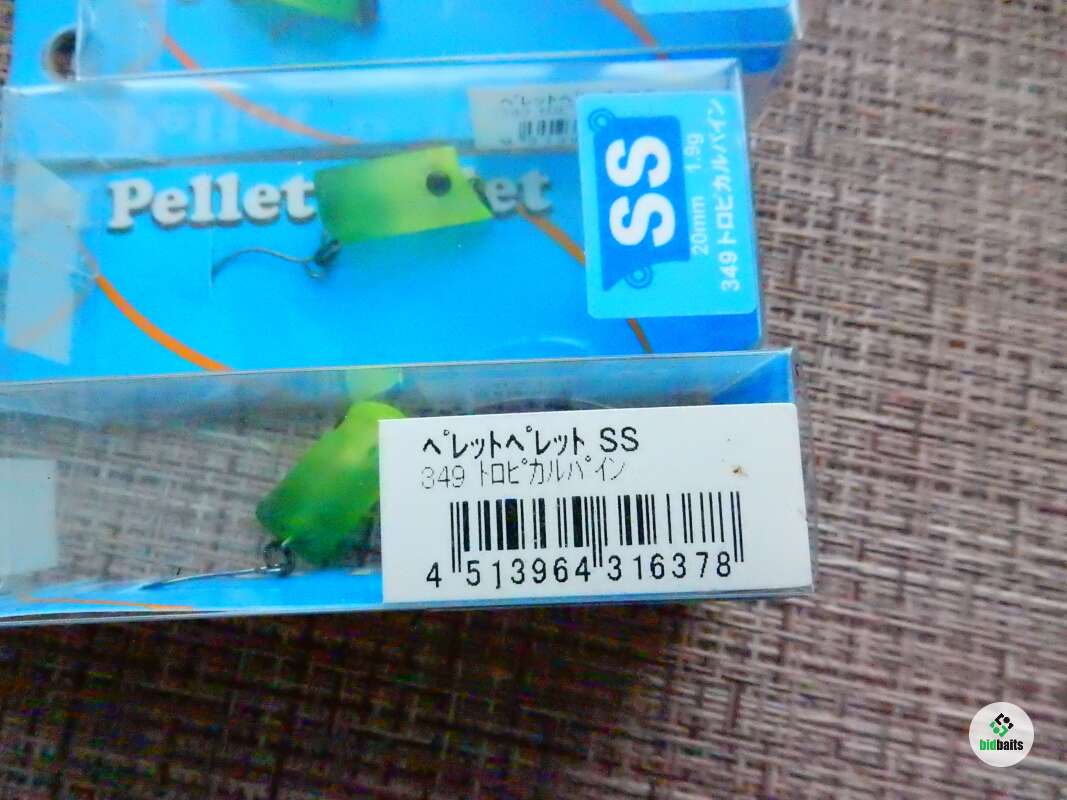 Pellet
SS
20mm 1.9g
349 トロピカルパイン
ペレットペレット SS
349 トロピカルパイン
4 513964 316378
bidbaits